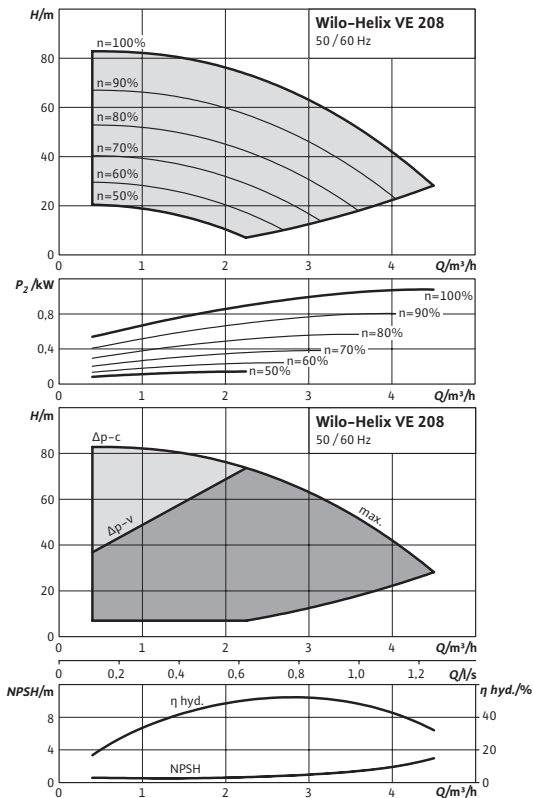 H/m
Wilo-Helix VE 208
50 / 60 Hz
n=100%
80
n=90%
60
n=80%
n=70%
40
n=60%
20
n=50%
0
0 1 2 3 4 Q/m³/h
P₂ /kW
n=100%
0,8
n=90%
n=80%
0,4
n=70%
n=60%
n=50%
0
0 1 2 3 4 Q/m³/h
H/m
Wilo-Helix VE 208
50 / 60 Hz
Δp-c
80
60
Δp-v
max.
40
20
0
0 1 2 3 4 Q/m³/h
0 0,2 0,4 0,6 0,8 1,0 1,2 Q/l/s
NPSH/m
η hyd./%
η hyd.
8
40
4
20
NPSH
0
0
0 1 2 3 4 Q/m³/h